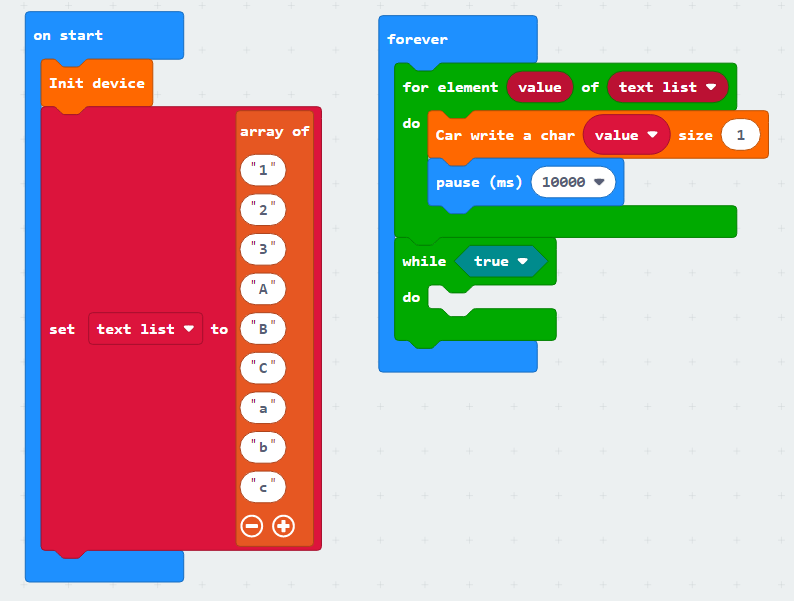 on start
Init device
set text list to
array of
"1"
"2"
"3"
"A"
"B"
"C"
"a"
"b"
"c"
forever
for element value of text list
do
Car write a char value size 1
pause (ms) 10000
while true
do